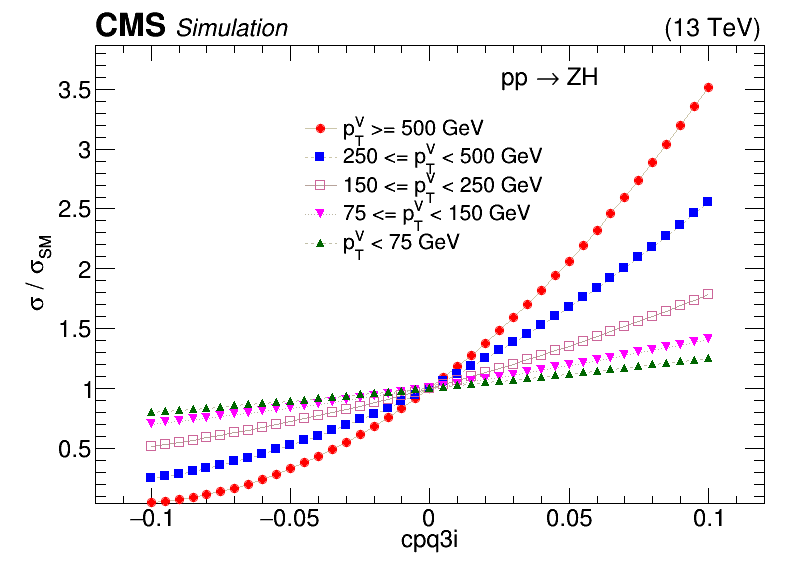 CMS Simulation (13 TeV)
pp → ZH
p_T^V >= 500 GeV
250 <= p_T^V < 500 GeV
150 <= p_T^V < 250 GeV
75 <= p_T^V < 150 GeV
p_T^V < 75 GeV
σ / σ_SM
3.5
3
2.5
2
1.5
1
0.5
−0.1 −0.05 0 0.05 0.1
cpq3i